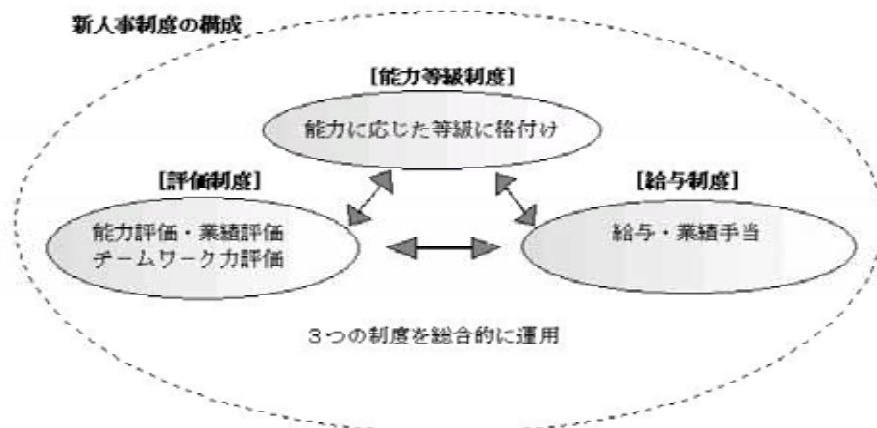 新人事制度の構成
［能力等級制度］
能力に応じた等級に格付け
［評価制度］
［給与制度］
能力評価・業績評価
チームワーク力評価
給与・業績手当
３つの制度を総合的に運用